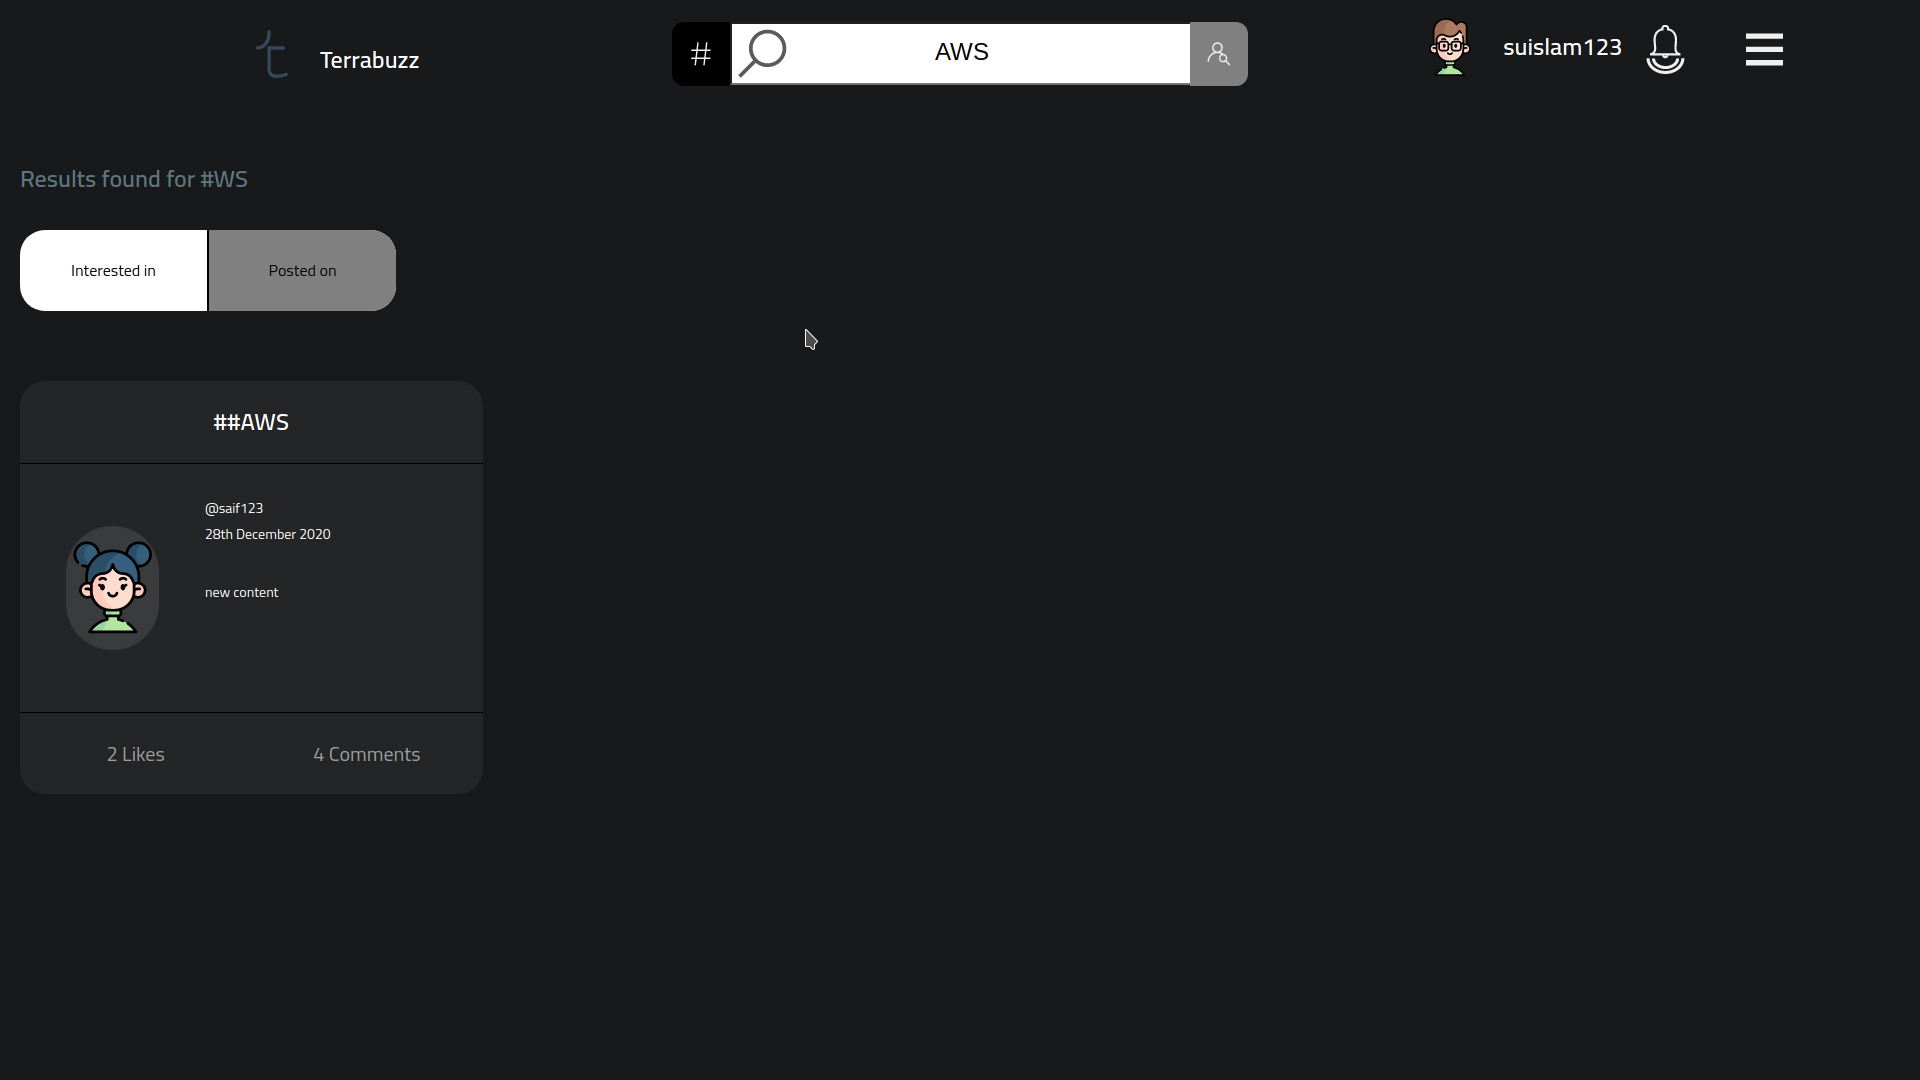 Terrabuzz
#
AWS
suislam123
Results found for #WS
Interested in
Posted on
##AWS
@saif123
28th December 2020
new content
2 Likes
4 Comments